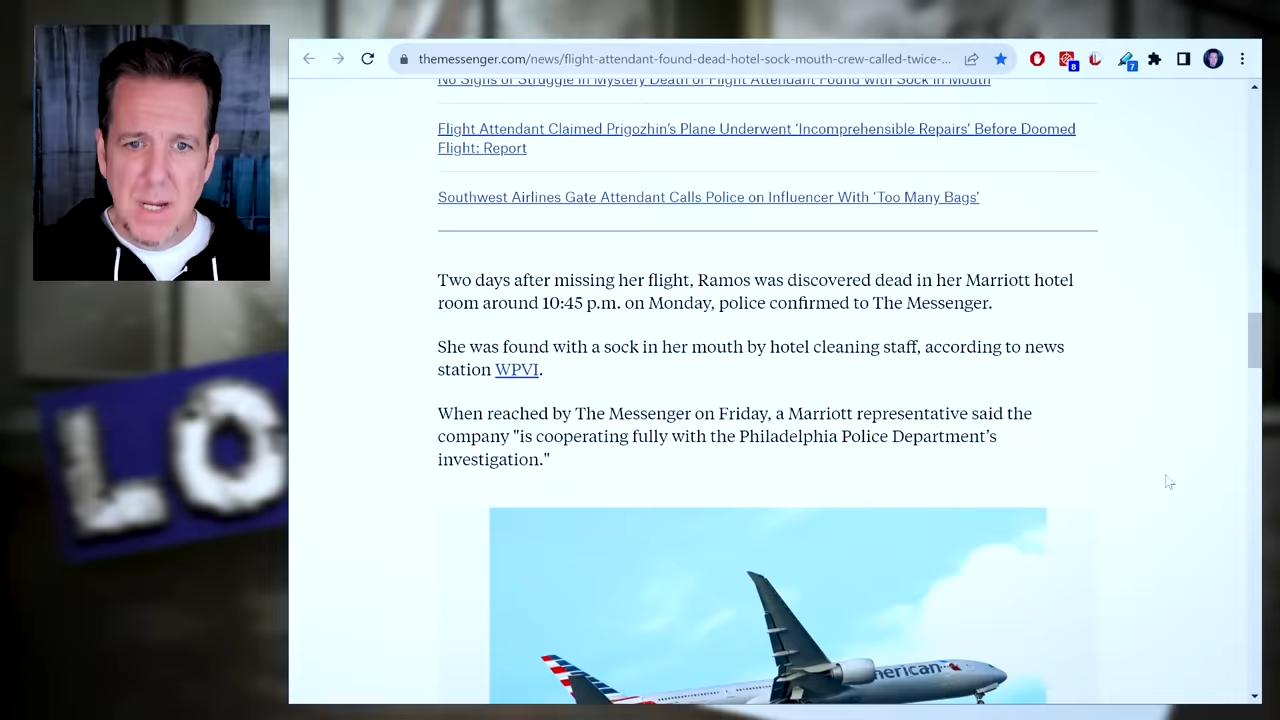 themessenger.com/news/flight-attendant-found-dead-hotel-sock-mouth-crew-called-twice-...
8
7
No Signs of Struggle in Mystery Death of Flight Attendant Found with Sock in Mouth
Flight Attendant Claimed Prigozhin's Plane Underwent ‘Incomprehensible Repairs’ Before Doomed
Flight: Report
Southwest Airlines Gate Attendant Calls Police on Influencer With ‘Too Many Bags’
Two days after missing her flight, Ramos was discovered dead in her Marriott hotel
room around 10:45 p.m. on Monday, police confirmed to The Messenger.
She was found with a sock in her mouth by hotel cleaning staff, according to news
station WPVI.
When reached by The Messenger on Friday, a Marriott representative said the
company "is cooperating fully with the Philadelphia Police Department’s
investigation."
American
LO